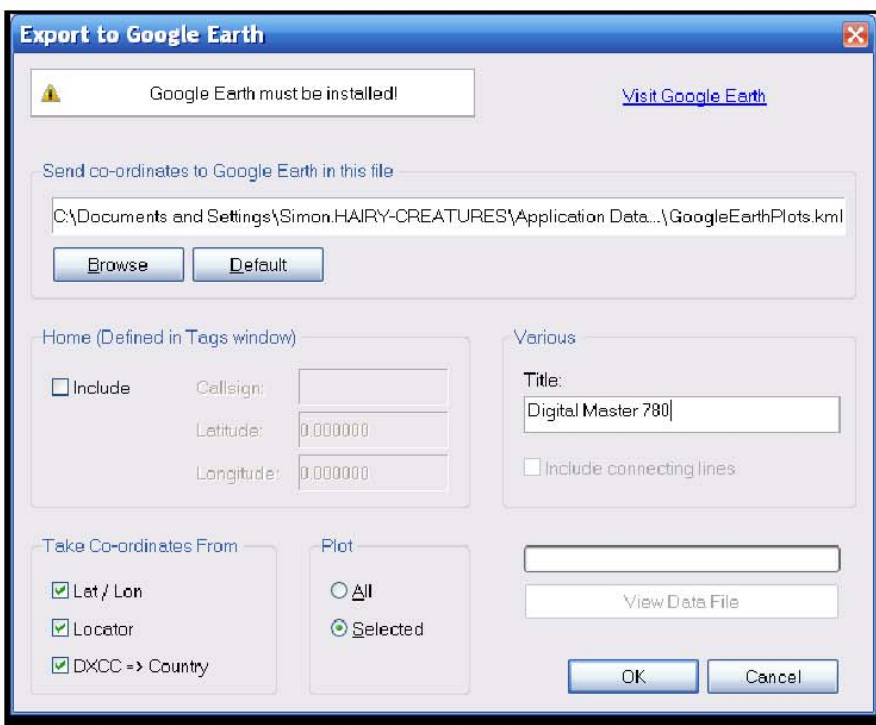 Export to Google Earth
Google Earth must be installed!
Visit Google Earth
Send co-ordinates to Google Earth in this file
C:\Documents and Settings\Simon.HAIRY-CREATURES\Application Data...\GoogleEarthPlots.kml
Browse
Default
Home (Defined in Tags window)
Include
Callsign:
Latitude:
0.000000
Longitude:
0.000000
Various
Title:
Digital Master 780
Include connecting lines
Take Co-ordinates From
Lat / Lon
Locator
DXCC => Country
Plot
All
Selected
View Data File
OK
Cancel